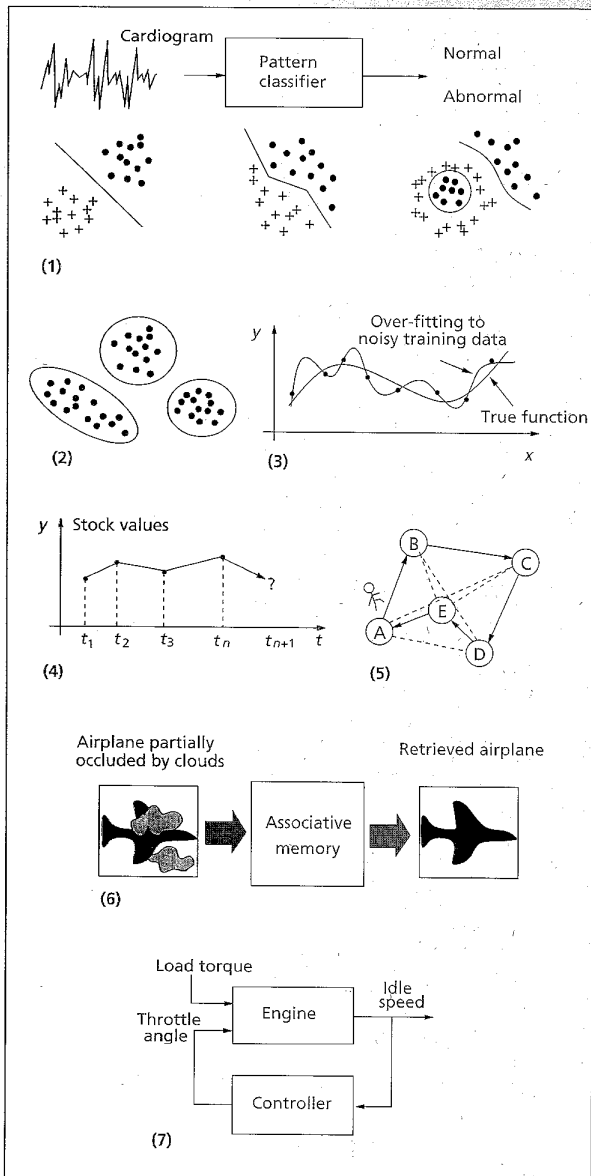 Cardiogram
Pattern
classifier
Normal
Abnormal
(1)
(2)
y
Over-fitting to
noisy training data
True function
x
(3)
y
Stock values
?
t1 t2 t3 tn tn+1 t
(4)
B
C
A
E
D
(5)
Airplane partially
occluded by clouds
Retrieved airplane
Associative
memory
(6)
Load torque
Idle
speed
Engine
Throttle
angle
Controller
(7)